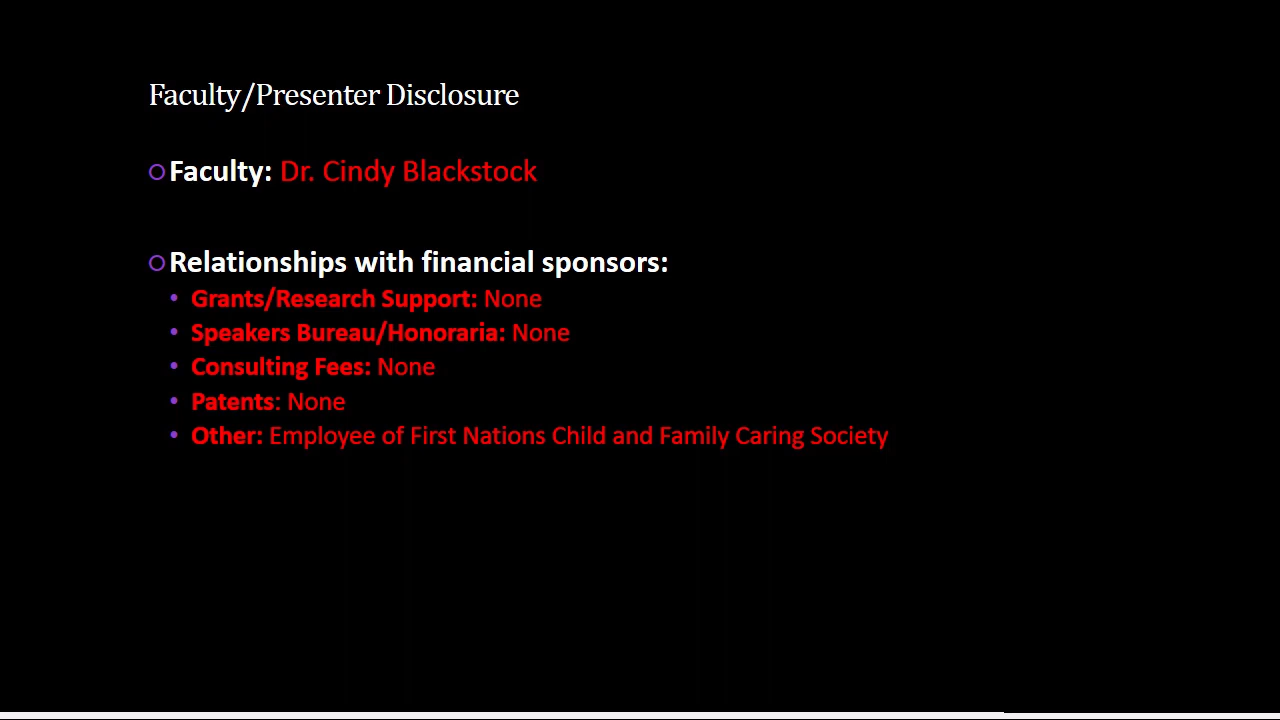 Faculty/Presenter Disclosure
Faculty: Dr. Cindy Blackstock
Relationships with financial sponsors:
• Grants/Research Support: None
• Speakers Bureau/Honoraria: None
• Consulting Fees: None
• Patents: None
• Other: Employee of First Nations Child and Family Caring Society